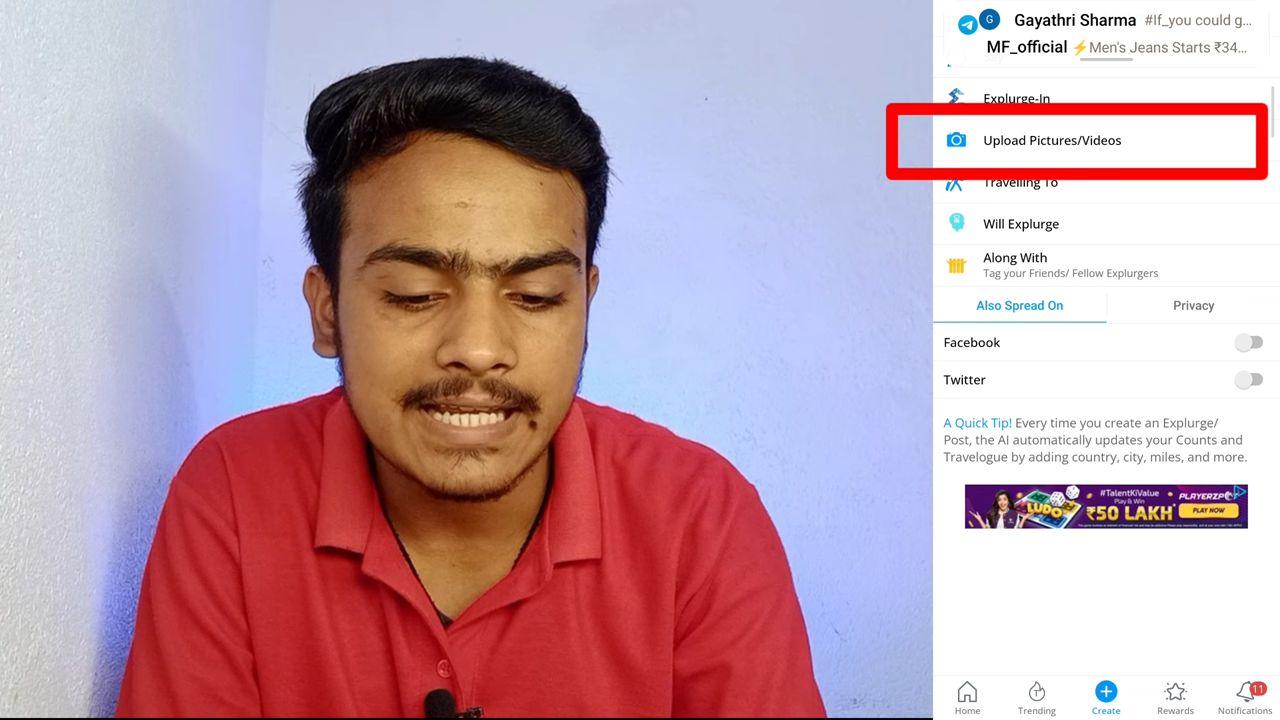 G Gayathri Sharma #If_you could g...
MF_official ⚡Men's Jeans Starts ₹34...
Explurge-In
Upload Pictures/Videos
Travelling To
Will Explurge
Along With
Tag your Friends/ Fellow Explurgers
Also Spread On Privacy
Facebook
Twitter
A Quick Tip! Every time you create an Explurge/
Post, the AI automatically updates your Counts and
Travelogue by adding country, city, miles, and more.
#TalentKiValue
Play & Win
LUDO
₹50 LAKH*
PLAY NOW
Home Trending Create Rewards Notifications
11